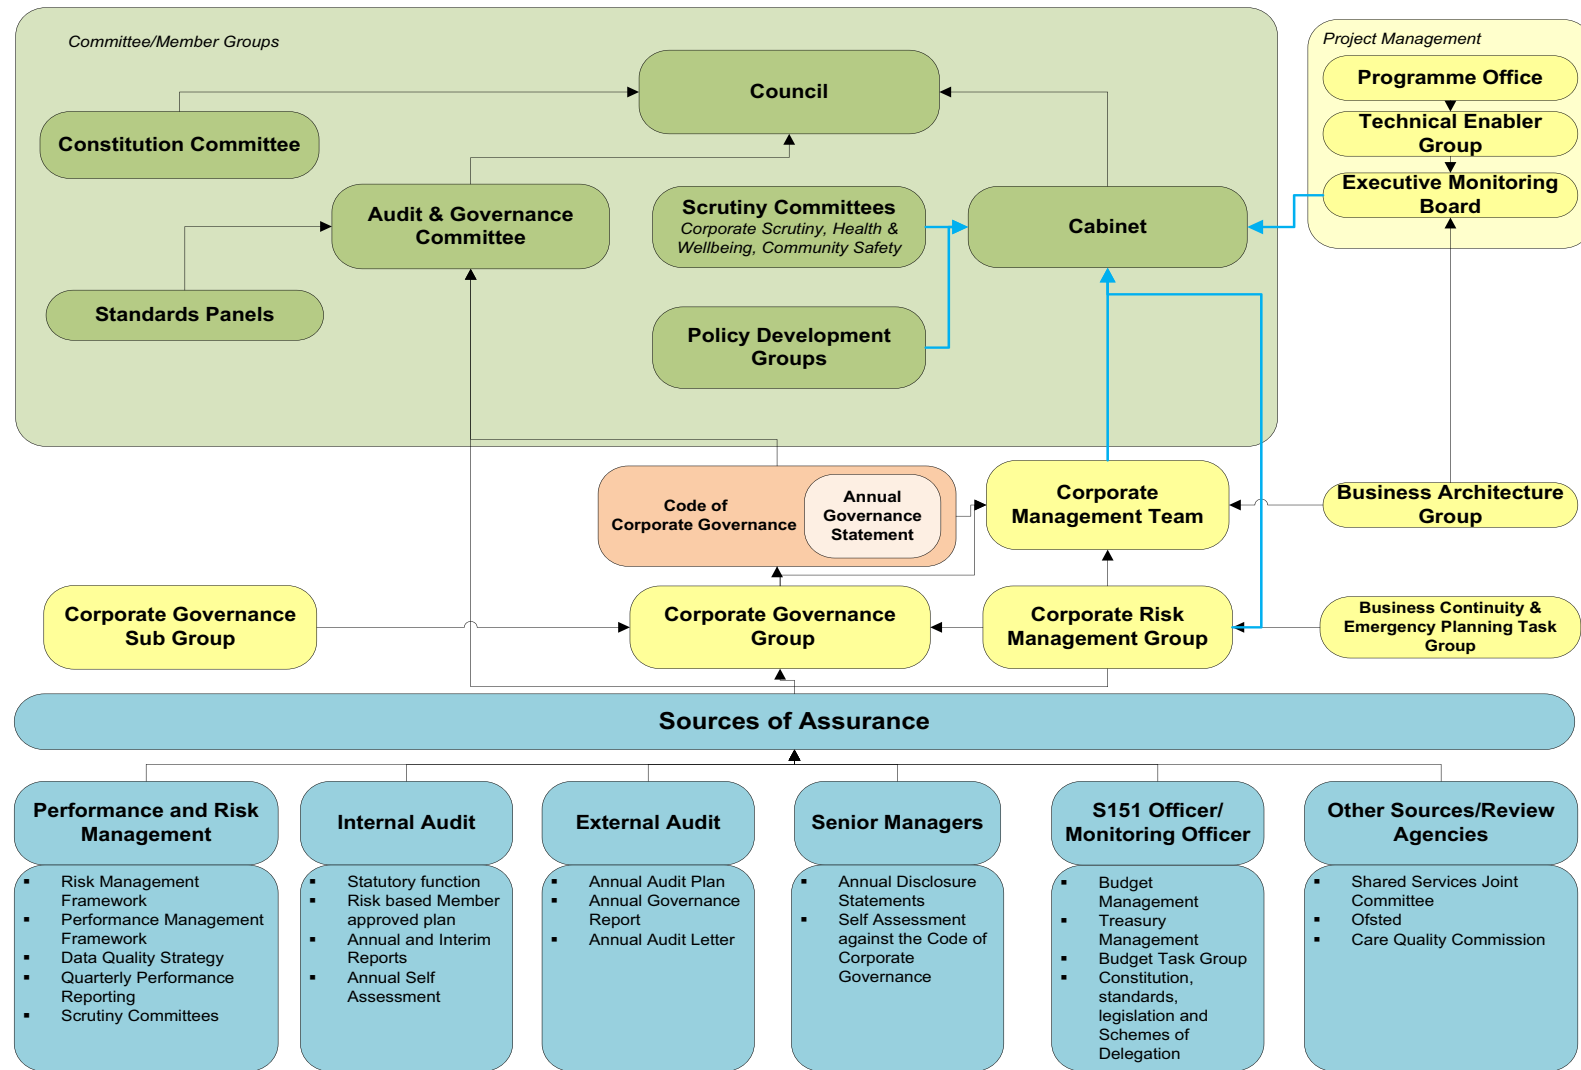 Committee/Member Groups
Project Management
Council
Programme Office
Technical Enabler
Group
Executive Monitoring
Board
Constitution Committee
Audit & Governance
Committee
Scrutiny Committees
Corporate Scrutiny, Health &
Wellbeing, Community Safety
Cabinet
Standards Panels
Policy Development
Groups
Code of
Corporate Governance
Annual
Governance
Statement
Corporate
Management Team
Business Architecture
Group
Corporate Governance
Sub Group
Corporate Governance
Group
Corporate Risk
Management Group
Business Continuity &
Emergency Planning Task
Group
Sources of Assurance
Performance and Risk
Management
▪ Risk Management
Framework
▪ Performance Management
Framework
▪ Data Quality Strategy
▪ Quarterly Performance
Reporting
▪ Scrutiny Committees
Internal Audit
▪ Statutory function
▪ Risk based Member
approved plan
▪ Annual and Interim
Reports
▪ Annual Self
Assessment
External Audit
▪ Annual Audit Plan
▪ Annual Governance
Report
▪ Annual Audit Letter
Senior Managers
▪ Annual Disclosure
Statements
▪ Self Assessment
against the Code of
Corporate
Governance
S151 Officer/
Monitoring Officer
▪ Budget
Management
▪ Treasury
Management
▪ Budget Task Group
▪ Constitution,
standards,
legislation and
Schemes of
Delegation
Other Sources/Review
Agencies
▪ Shared Services Joint
Committee
▪ Ofsted
▪ Care Quality Commission